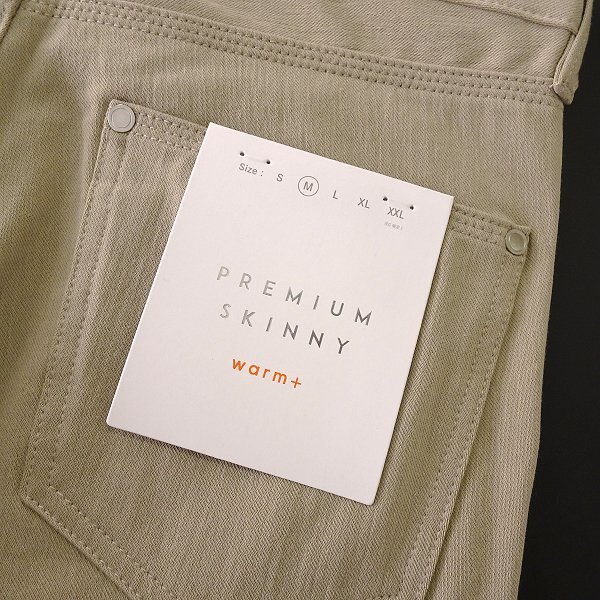 Size : S M L XL XXL
PREMIUM
SKINNY
warm+